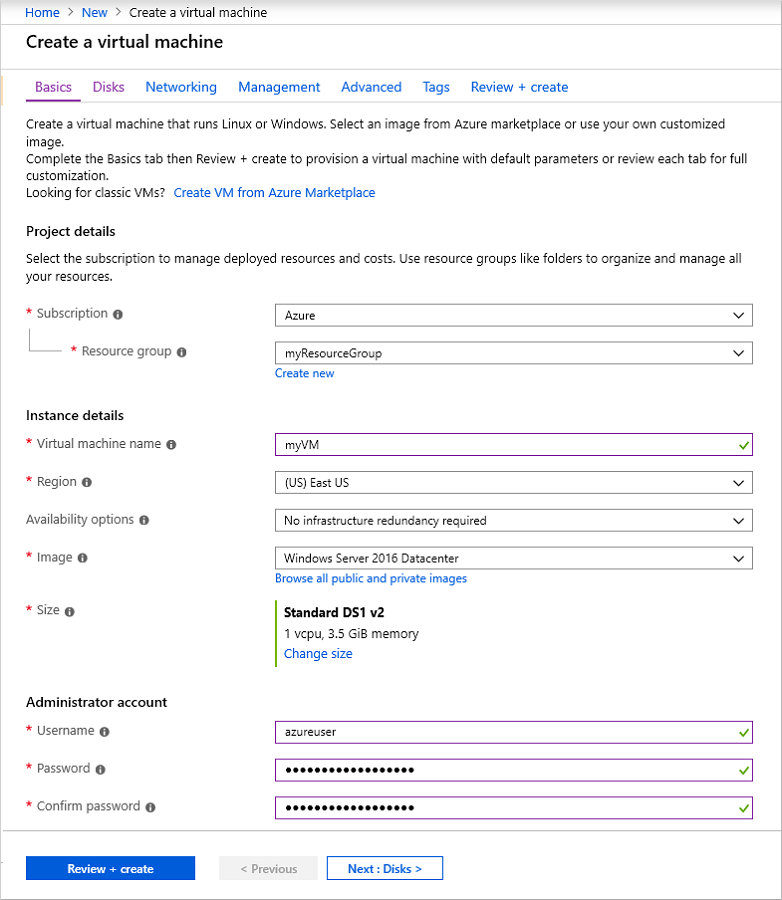 Home > New > Create a virtual machine
Create a virtual machine
Basics Disks Networking Management Advanced Tags Review + create
Create a virtual machine that runs Linux or Windows. Select an image from Azure marketplace or use your own customized
image.
Complete the Basics tab then Review + create to provision a virtual machine with default parameters or review each tab for full
customization.
Looking for classic VMs? Create VM from Azure Marketplace
Project details
Select the subscription to manage deployed resources and costs. Use resource groups like folders to organize and manage all
your resources.
* Subscription Azure
* Resource group myResourceGroup
Create new
Instance details
* Virtual machine name myVM
* Region (US) East US
Availability options No infrastructure redundancy required
* Image Windows Server 2016 Datacenter
Browse all public and private images
* Size Standard DS1 v2
1 vcpu, 3.5 GiB memory
Change size
Administrator account
* Username azureuser
* Password ••••••••••••••••••
* Confirm password ••••••••••••••••••
Review + create < Previous Next : Disks >